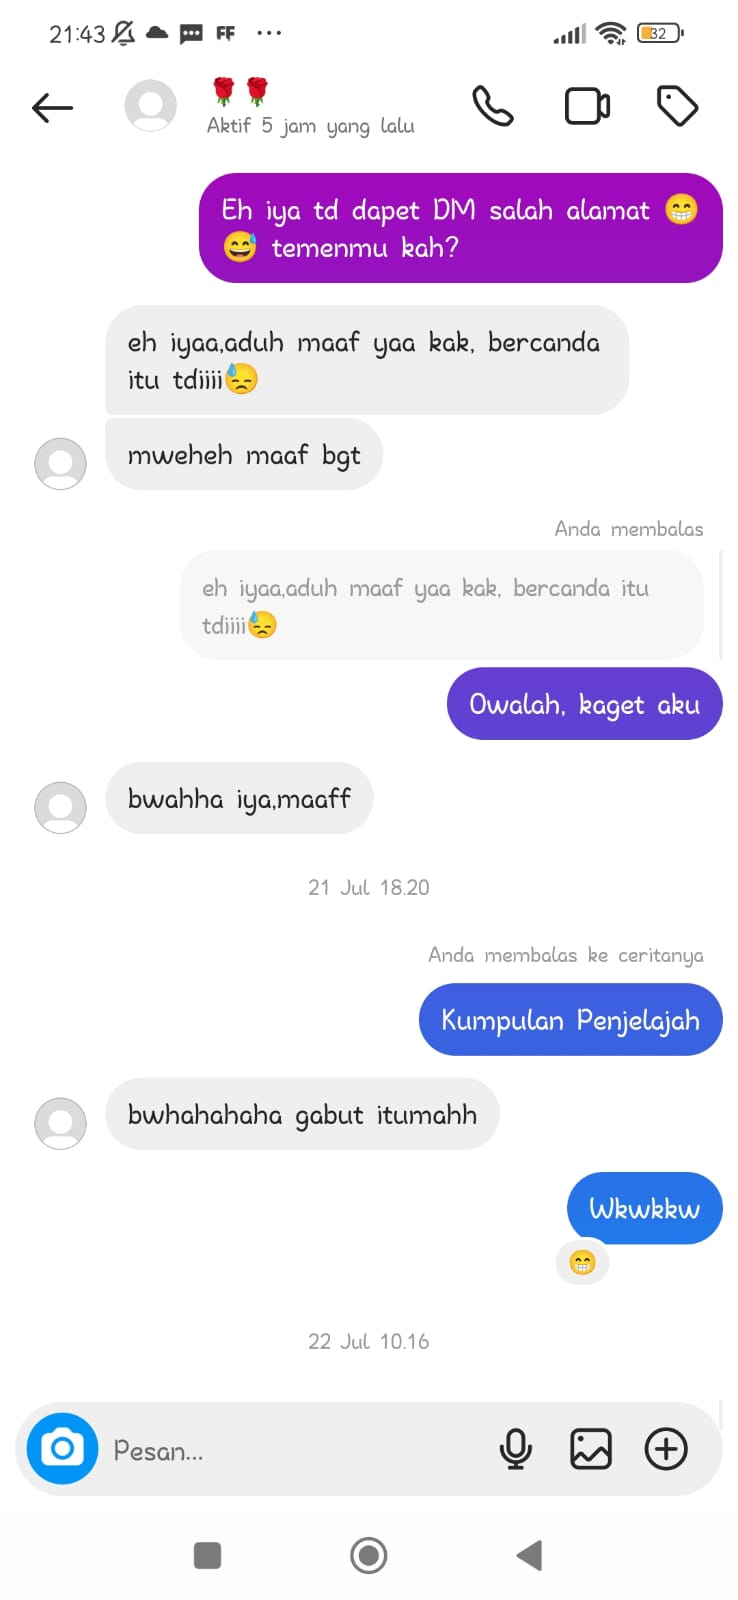 21:43 FF ...
32
🌹🌹
Aktif 5 jam yang lalu
Eh iya td dapet DM salah alamat 😁
😅 temenmu kah?
eh iyaa,aduh maaf yaa kak, bercanda
itu tdiiii😓
mweheh maaf bgt
Anda membalas
eh iyaa,aduh maaf yaa kak, bercanda itu
tdiiii😓
Owalah, kaget aku
bwahha iya,maaff
21 Jul 18.20
Anda membalas ke ceritanya
Kumpulan Penjelajah
bwhahahaha gabut itumahh
Wkwkkw
😁
22 Jul 10.16
Pesan...